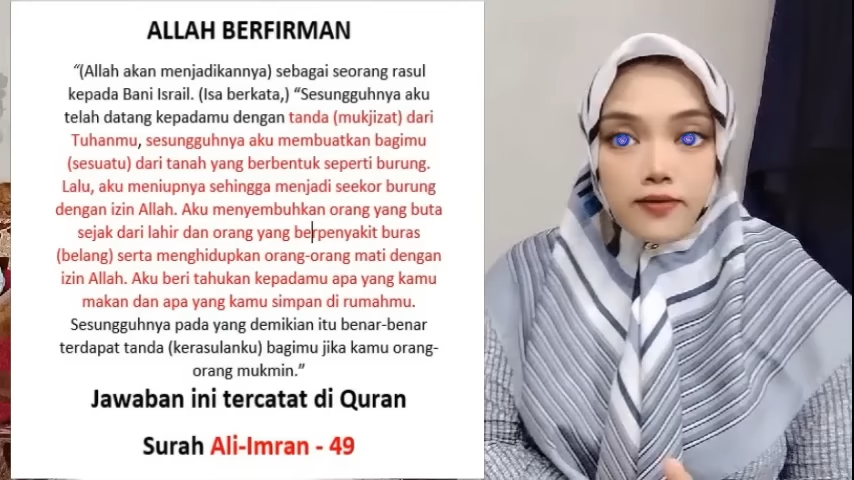 ALLAH BERFIRMAN
“(Allah akan menjadikannya) sebagai seorang rasul
kepada Bani Israil. (Isa berkata,) “Sesungguhnya aku
telah datang kepadamu dengan tanda (mukjizat) dari
Tuhanmu, sesungguhnya aku membuatkan bagimu
(sesuatu) dari tanah yang berbentuk seperti burung.
Lalu, aku meniupnya sehingga menjadi seekor burung
dengan izin Allah. Aku menyembuhkan orang yang buta
sejak dari lahir dan orang yang berpenyakit buras
(belang) serta menghidupkan orang-orang mati dengan
izin Allah. Aku beri tahukan kepadamu apa yang kamu
makan dan apa yang kamu simpan di rumahmu.
Sesungguhnya pada yang demikian itu benar-benar
terdapat tanda (kerasulanku) bagimu jika kamu orang-
orang mukmin.”
Jawaban ini tercatat di Quran
Surah Ali-Imran - 49